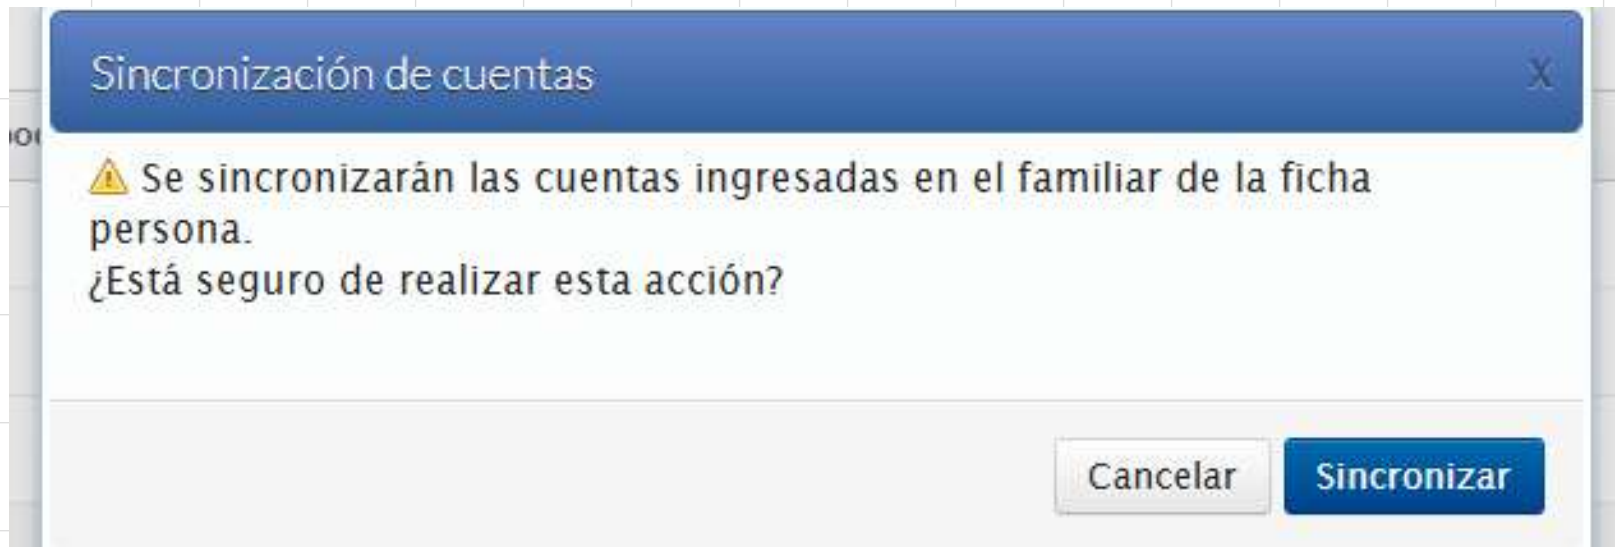 Sincronización de cuentas X
Se sincronizarán las cuentas ingresadas en el familiar de la ficha
persona.
¿Está seguro de realizar esta acción?
Cancelar Sincronizar